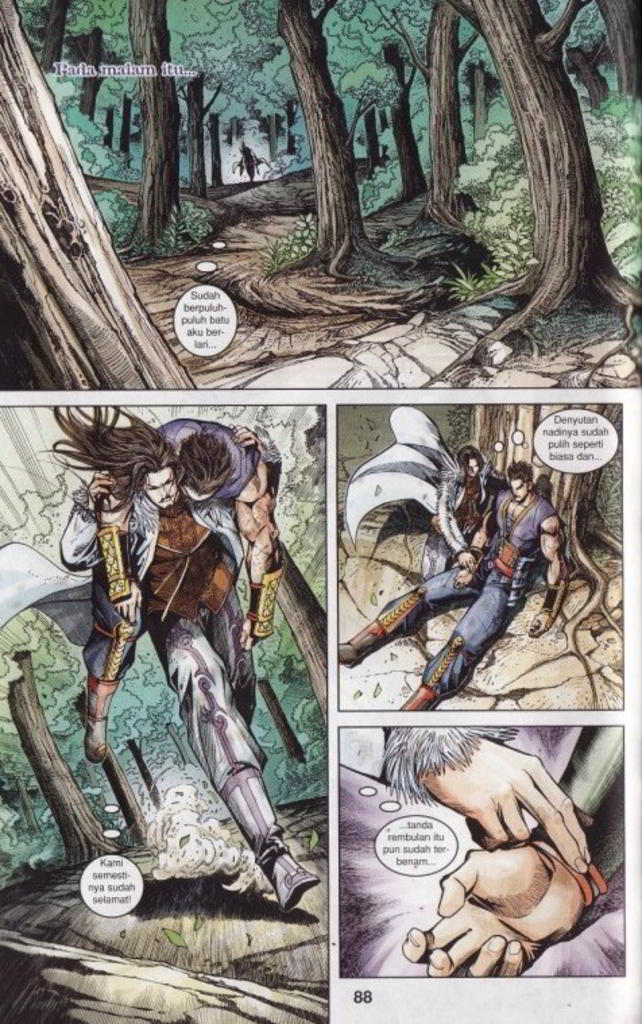 Pada malam itu...
Sudah
berpuluh-
puluh batu
aku ber-
lari...
Kami
semesti-
nya sudah
selamat!
Denyutan
nadinya sudah
pulih seperti
biasa dan...
...tanda
rembulan itu
pun sudah ter-
benam...
88